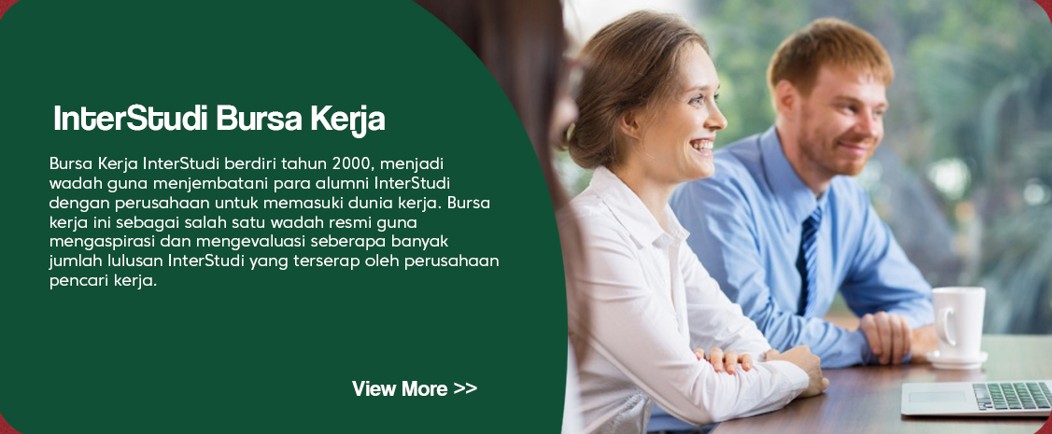 InterStudi Bursa Kerja
Bursa Kerja InterStudi berdiri tahun 2000, menjadi
wadah guna menjembatani para alumni InterStudi
dengan perusahaan untuk memasuki dunia kerja. Bursa
kerja ini sebagai salah satu wadah resmi guna
mengaspirasi dan mengevaluasi seberapa banyak
jumlah lulusan InterStudi yang terserap oleh perusahaan
pencari kerja.
View More >>